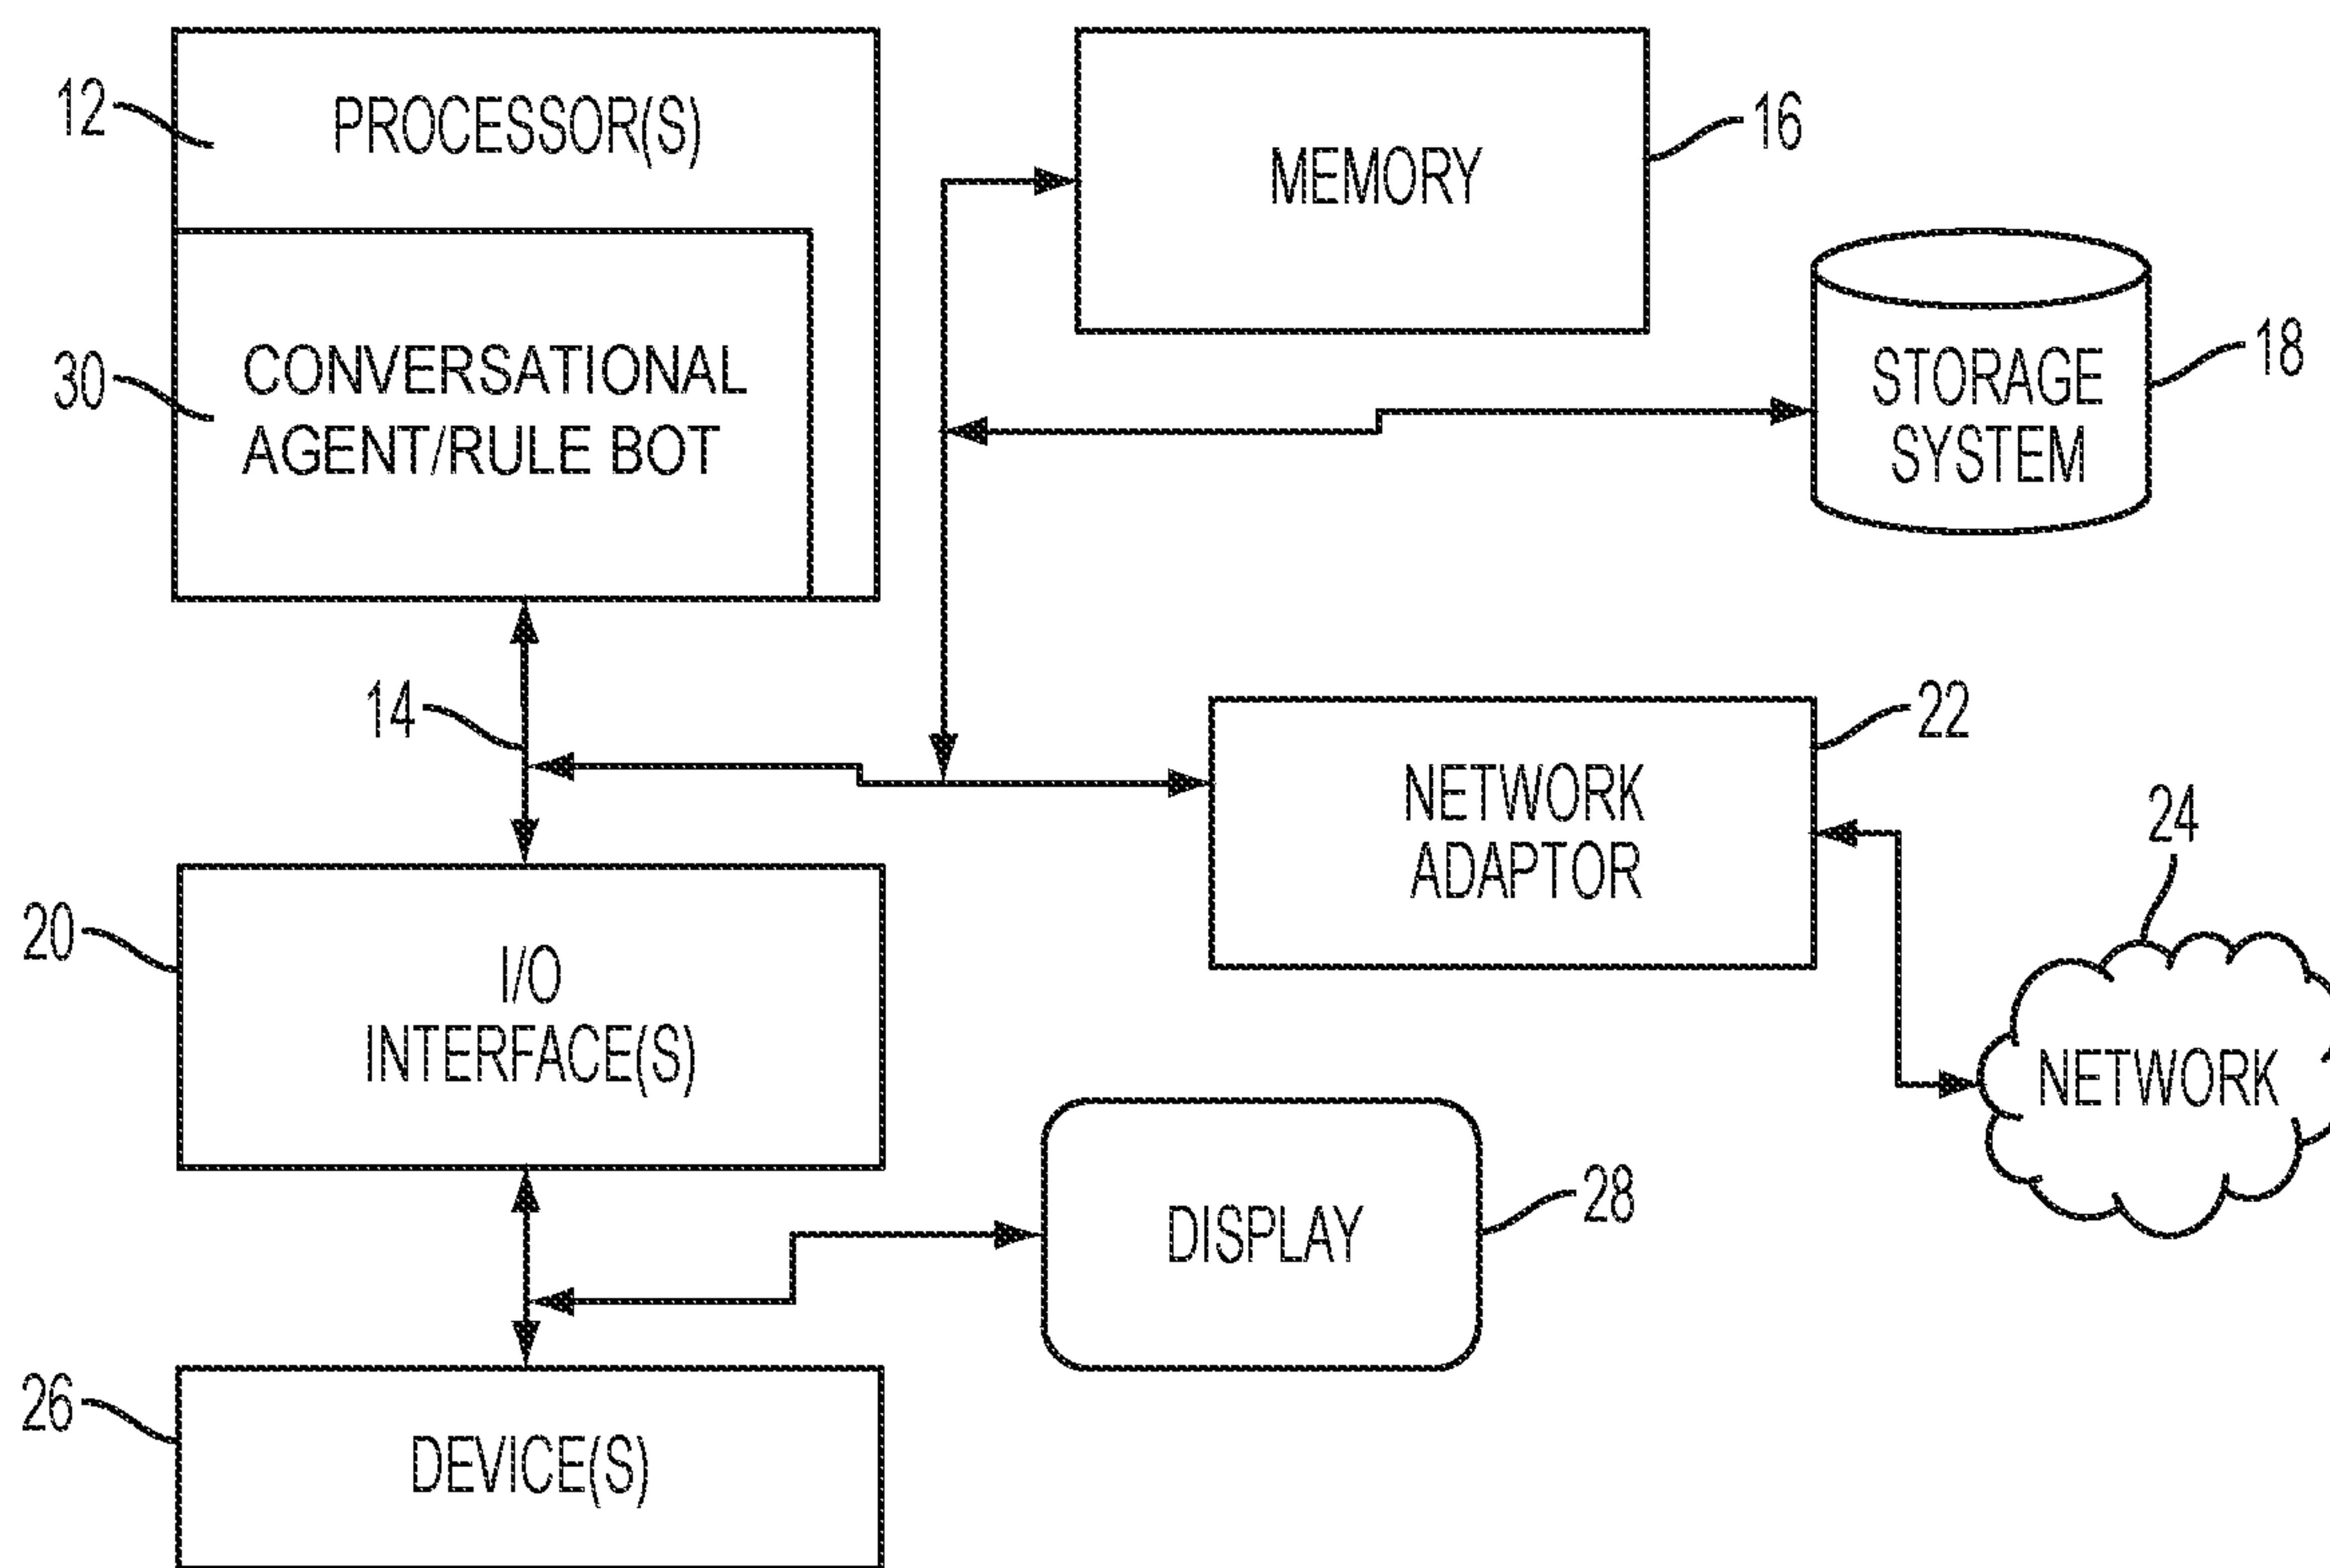 12
PROCESSOR(S)
30
CONVERSATIONAL
AGENT/RULE BOT
MEMORY
16
STORAGE
SYSTEM
18
14
NETWORK
ADAPTOR
22
24
NETWORK
20
I/O
INTERFACE(S)
DISPLAY
28
26
DEVICE(S)